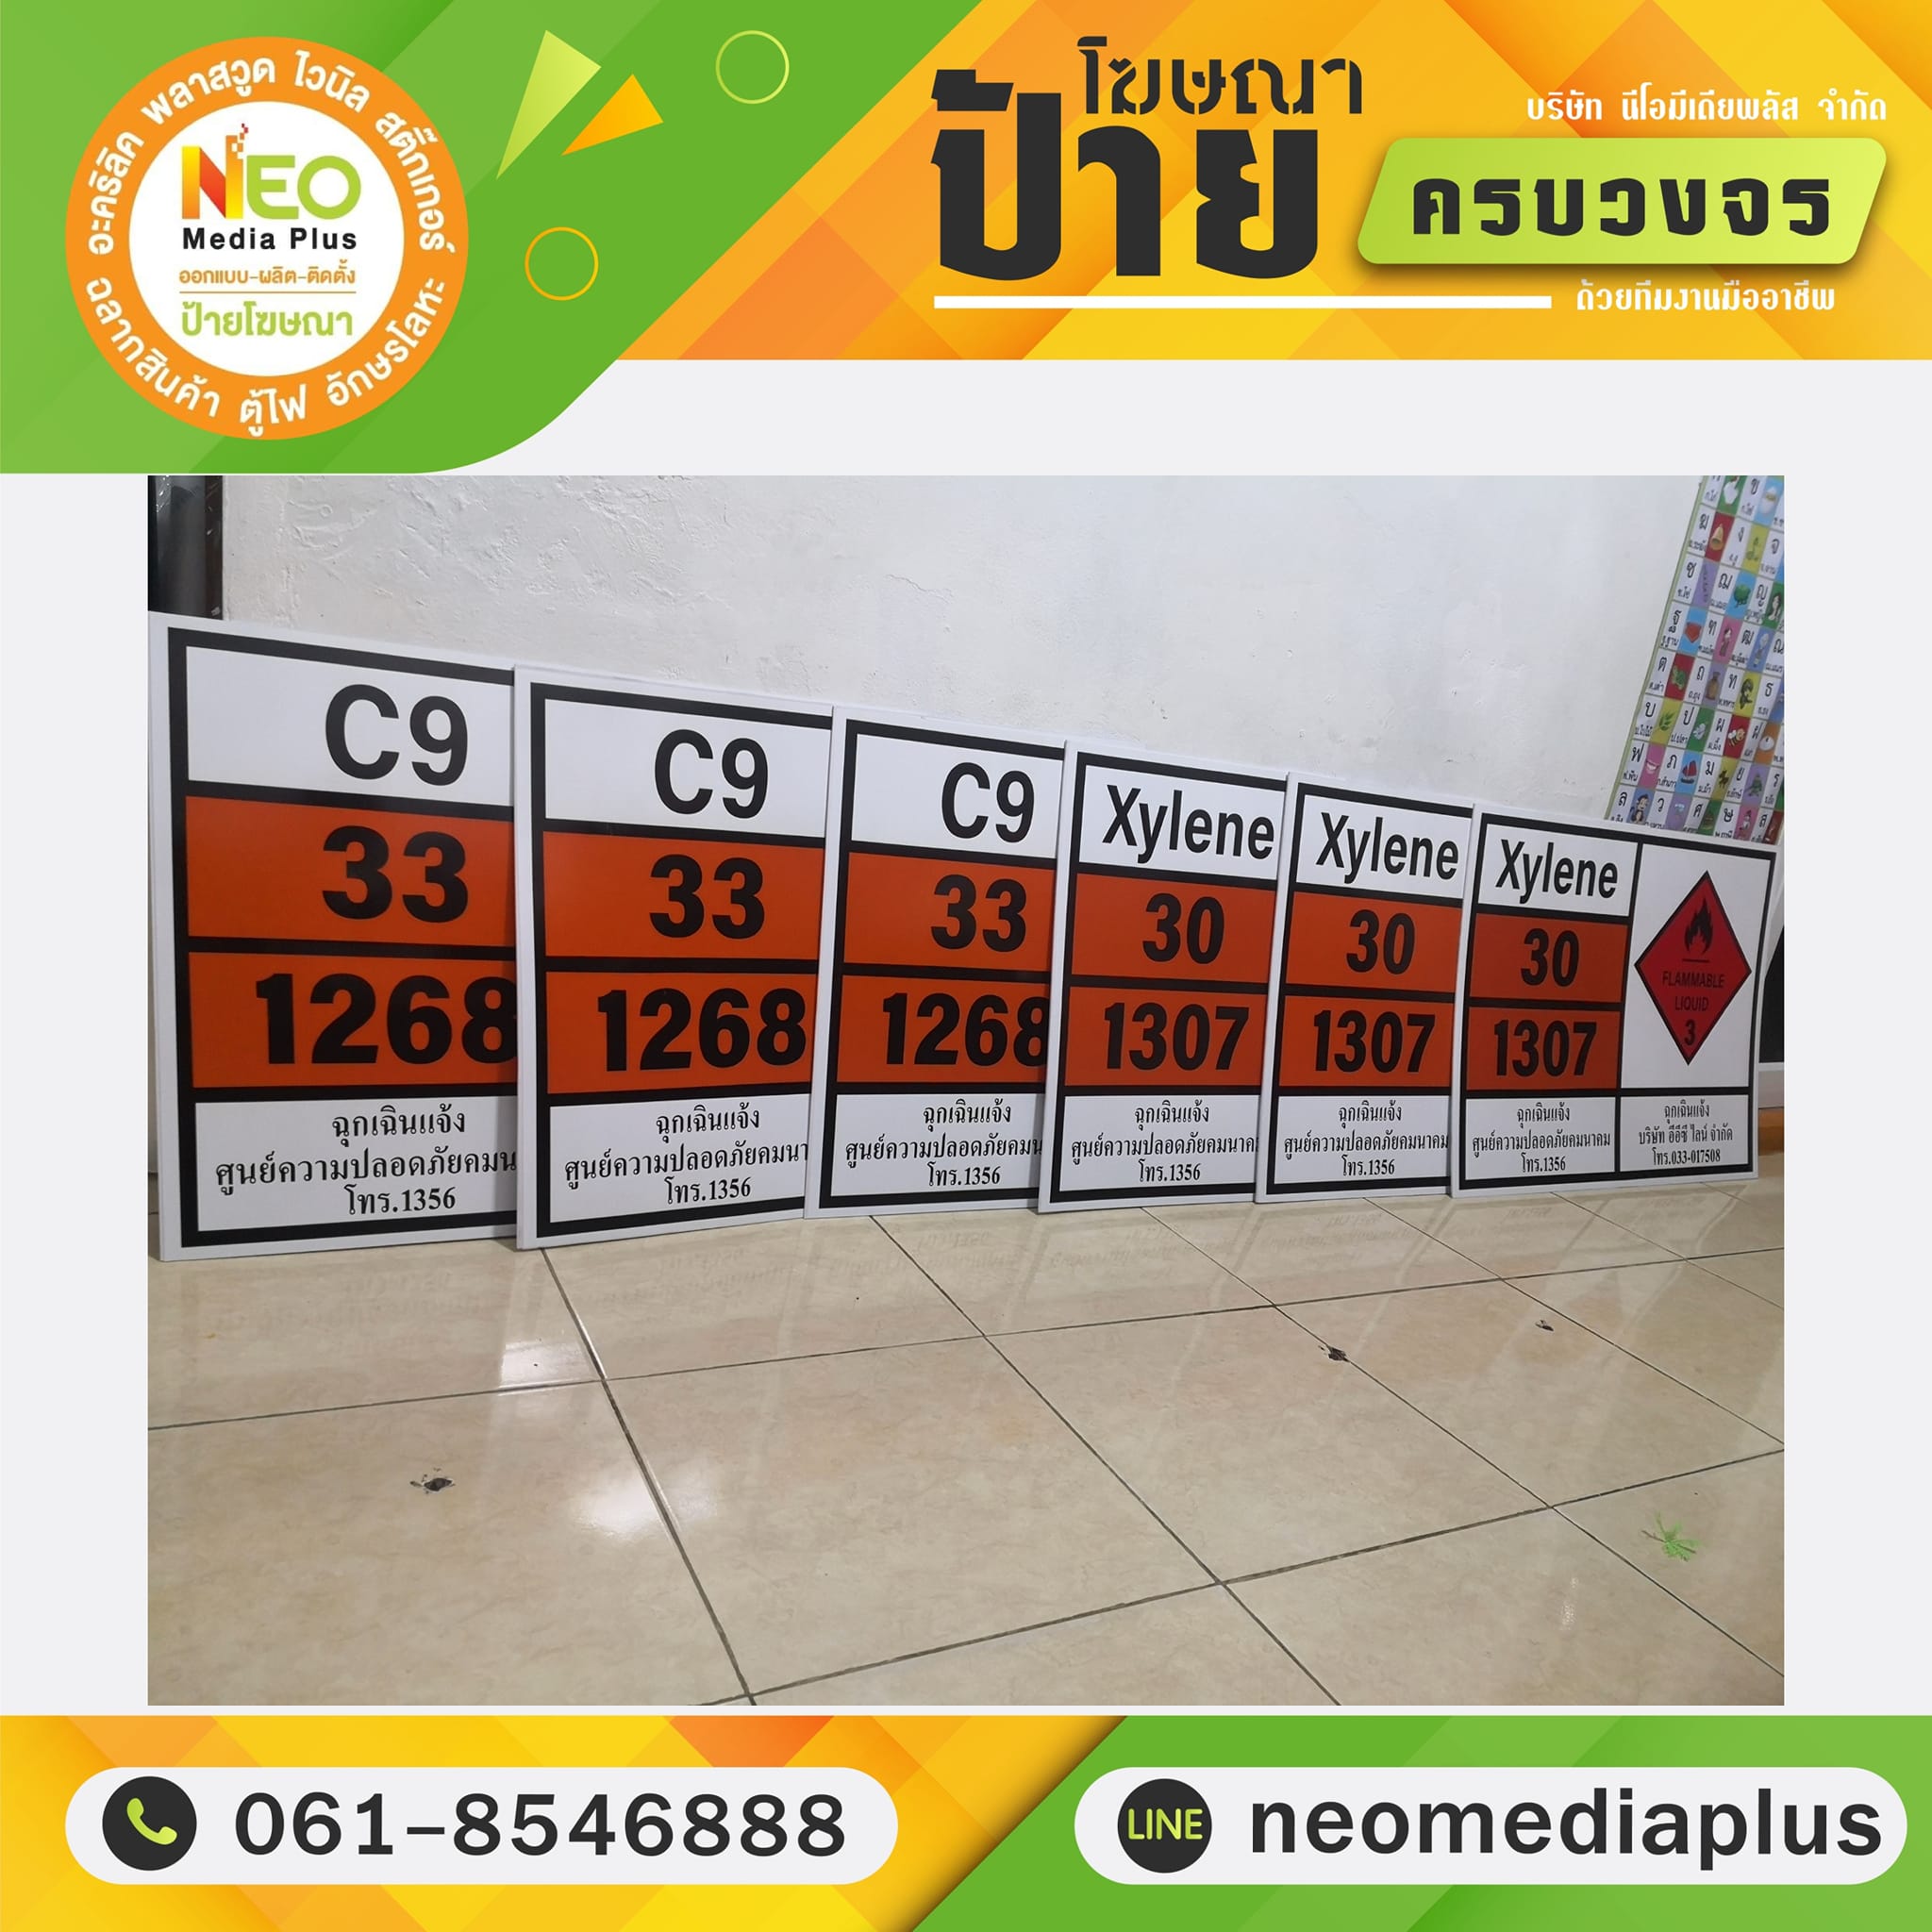 อะคริลิค พลาสวูด ไวนิล สติ๊กเกอร์
NEO
Media Plus
ออกแบบ-ผลิต-ติดตั้ง
ป้ายโฆษณา
ฉลากสินค้า ตู้ไฟ อักษรโลหะ
โฆษณา
ป้าย
บริษัท นีโอมีเดียพลัส จำกัด
ครบวงจร
ด้วยทีมงานมืออาชีพ
C9
33
1268
ฉุกเฉินแจ้ง
ศูนย์ความปลอดภัยคมน
โทร.1356
C9
33
1268
ฉุกเฉินแจ้ง
ศูนย์ความปลอดภัยคมนา
โทร.1356
C9
33
1268
ฉุกเฉินแจ้ง
ศูนย์ความปลอดภัยคมน
โทร.1356
Xylene
30
1307
ฉุกเฉินแจ้ง
ศูนย์ความปลอดภัยคมนาค
โทร.1356
Xylene
30
1307
ฉุกเฉินแจ้ง
ศูนย์ความปลอดภัยคมนาคม
โทร.1356
Xylene
30
1307
ฉุกเฉินแจ้ง
ศูนย์ความปลอดภัยคมนาคม
โทร.1356
FLAMMABLE
LIQUID
3
ฉุกเฉินแจ้ง
บริษัท อีอีซี ไลน์ จำกัด
โทร.033-017508
061-8546888
LINE neomediaplus